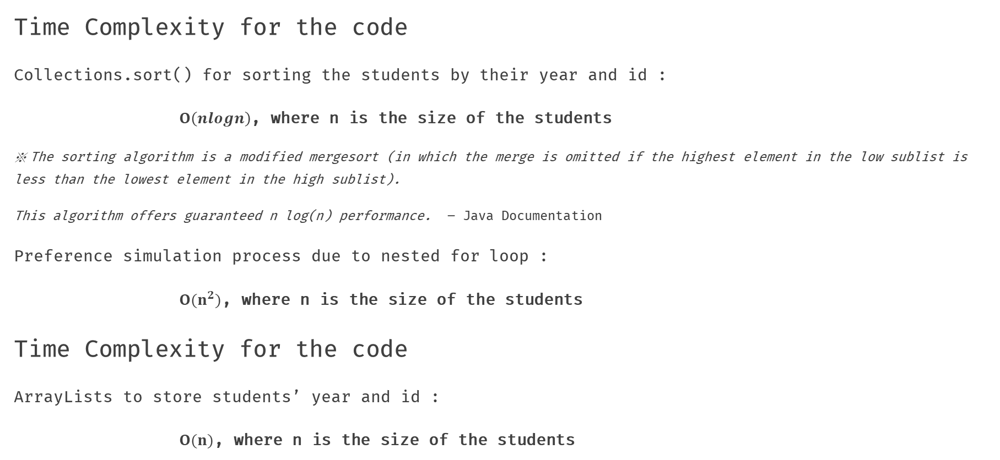 Time Complexity for the code
Collections.sort() for sorting the students by their year and id :
O(nlogn), where n is the size of the students
※ The sorting algorithm is a modified mergesort (in which the merge is omitted if the highest element in the low sublist is
less than the lowest element in the high sublist).
This algorithm offers guaranteed n log(n) performance. – Java Documentation
Preference simulation process due to nested for loop :
O(n²), where n is the size of the students
Time Complexity for the code
ArrayLists to store students’ year and id :
O(n), where n is the size of the students